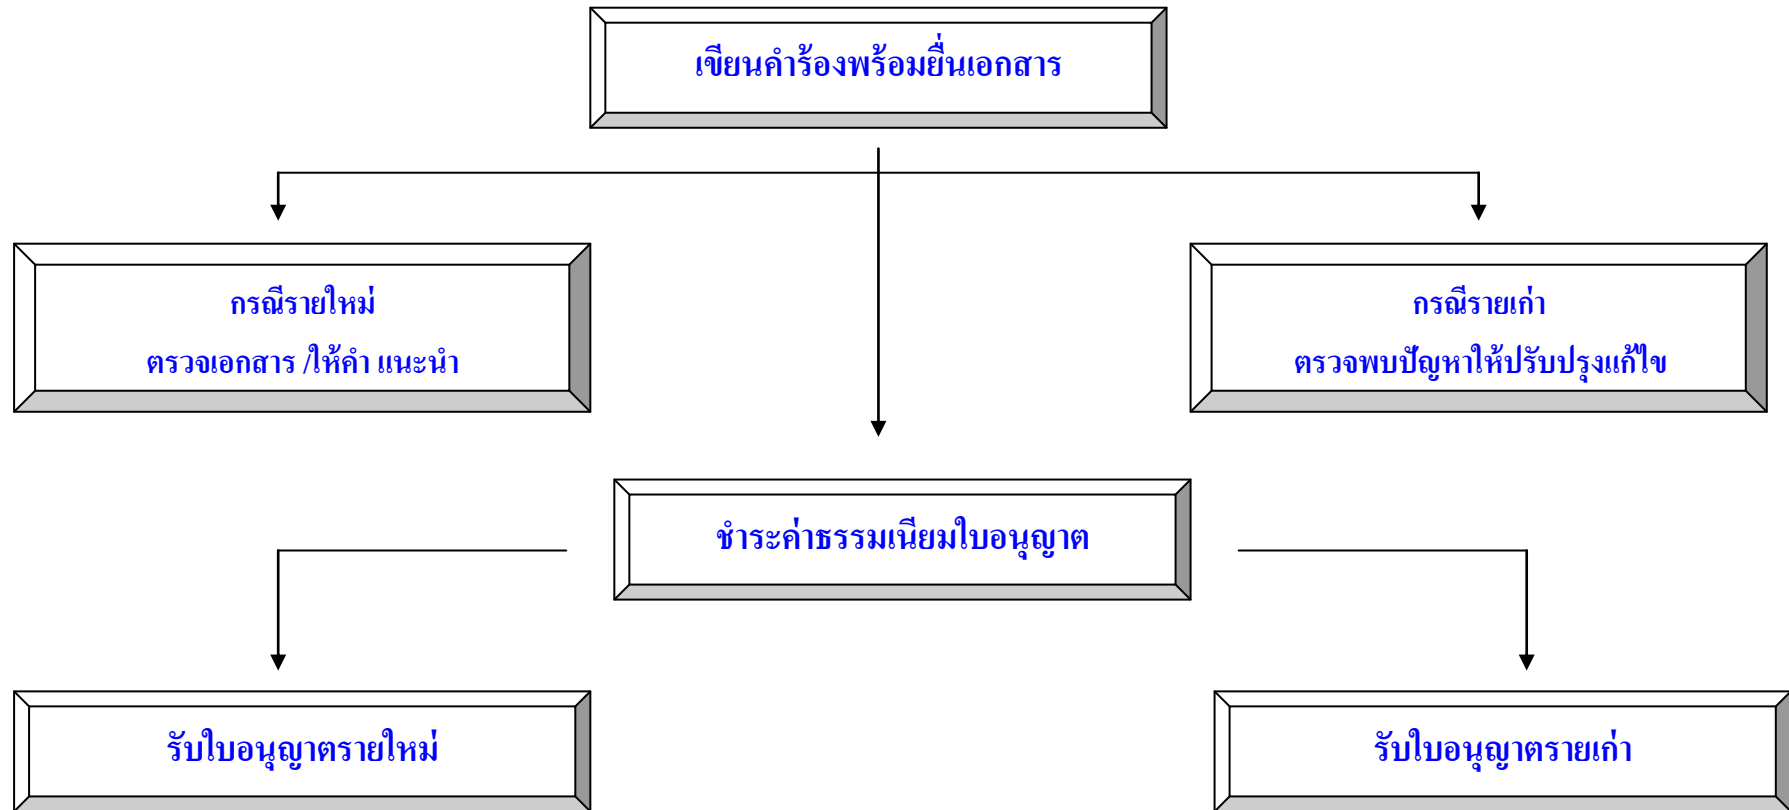 เขียนคำร้องพร้อมยื่นเอกสาร
กรณีรายใหม่
ตรวจเอกสาร /ให้คำ แนะนำ
กรณีรายเก่า
ตรวจพบปัญหาให้ปรับปรุงแก้ไข
ชำระค่าธรรมเนียมใบอนุญาต
รับใบอนุญาตรายใหม่
รับใบอนุญาตรายเก่า